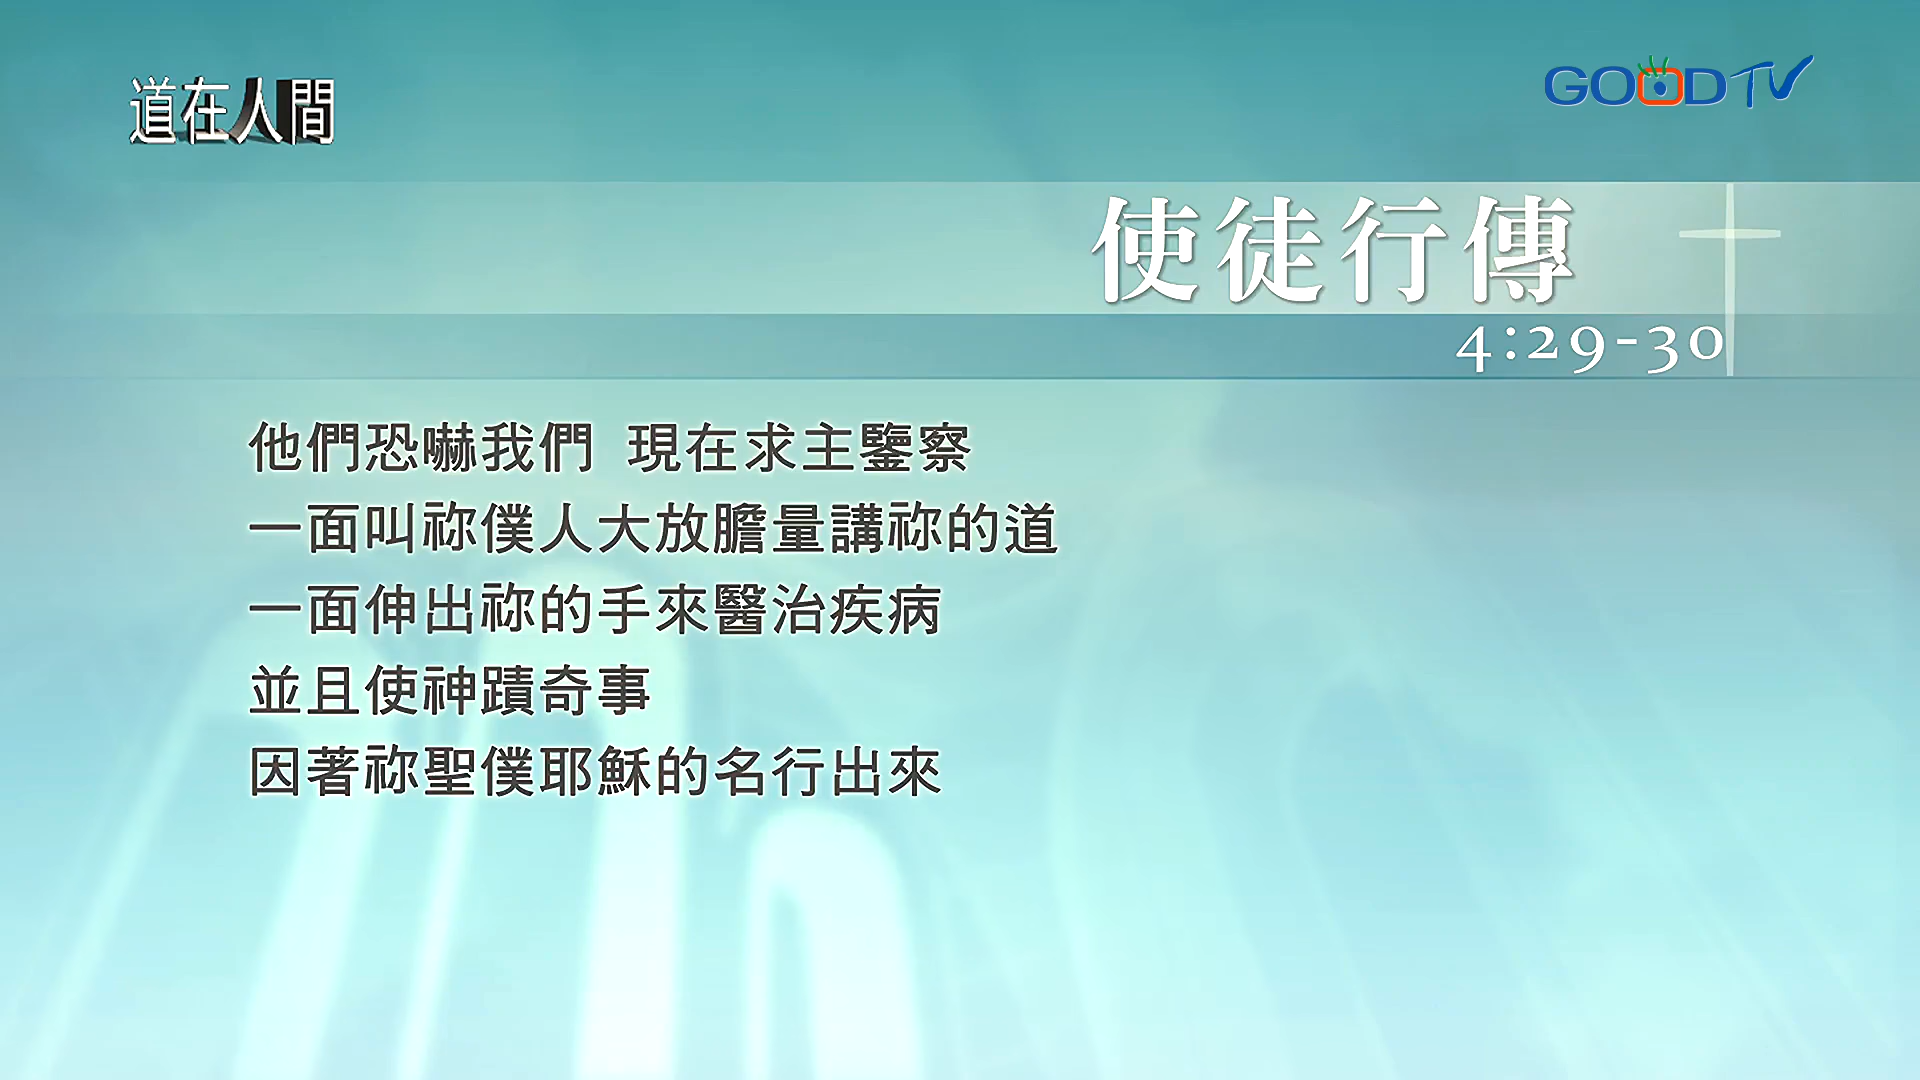 道在人間
GOOD TV
使徒行傳
4:29-30
他們恐嚇我們 現在求主鑒察
一面叫祢僕人大放膽量講祢的道
一面伸出祢的手來醫治疾病
並且使神蹟奇事
因著祢聖僕耶穌的名行出來